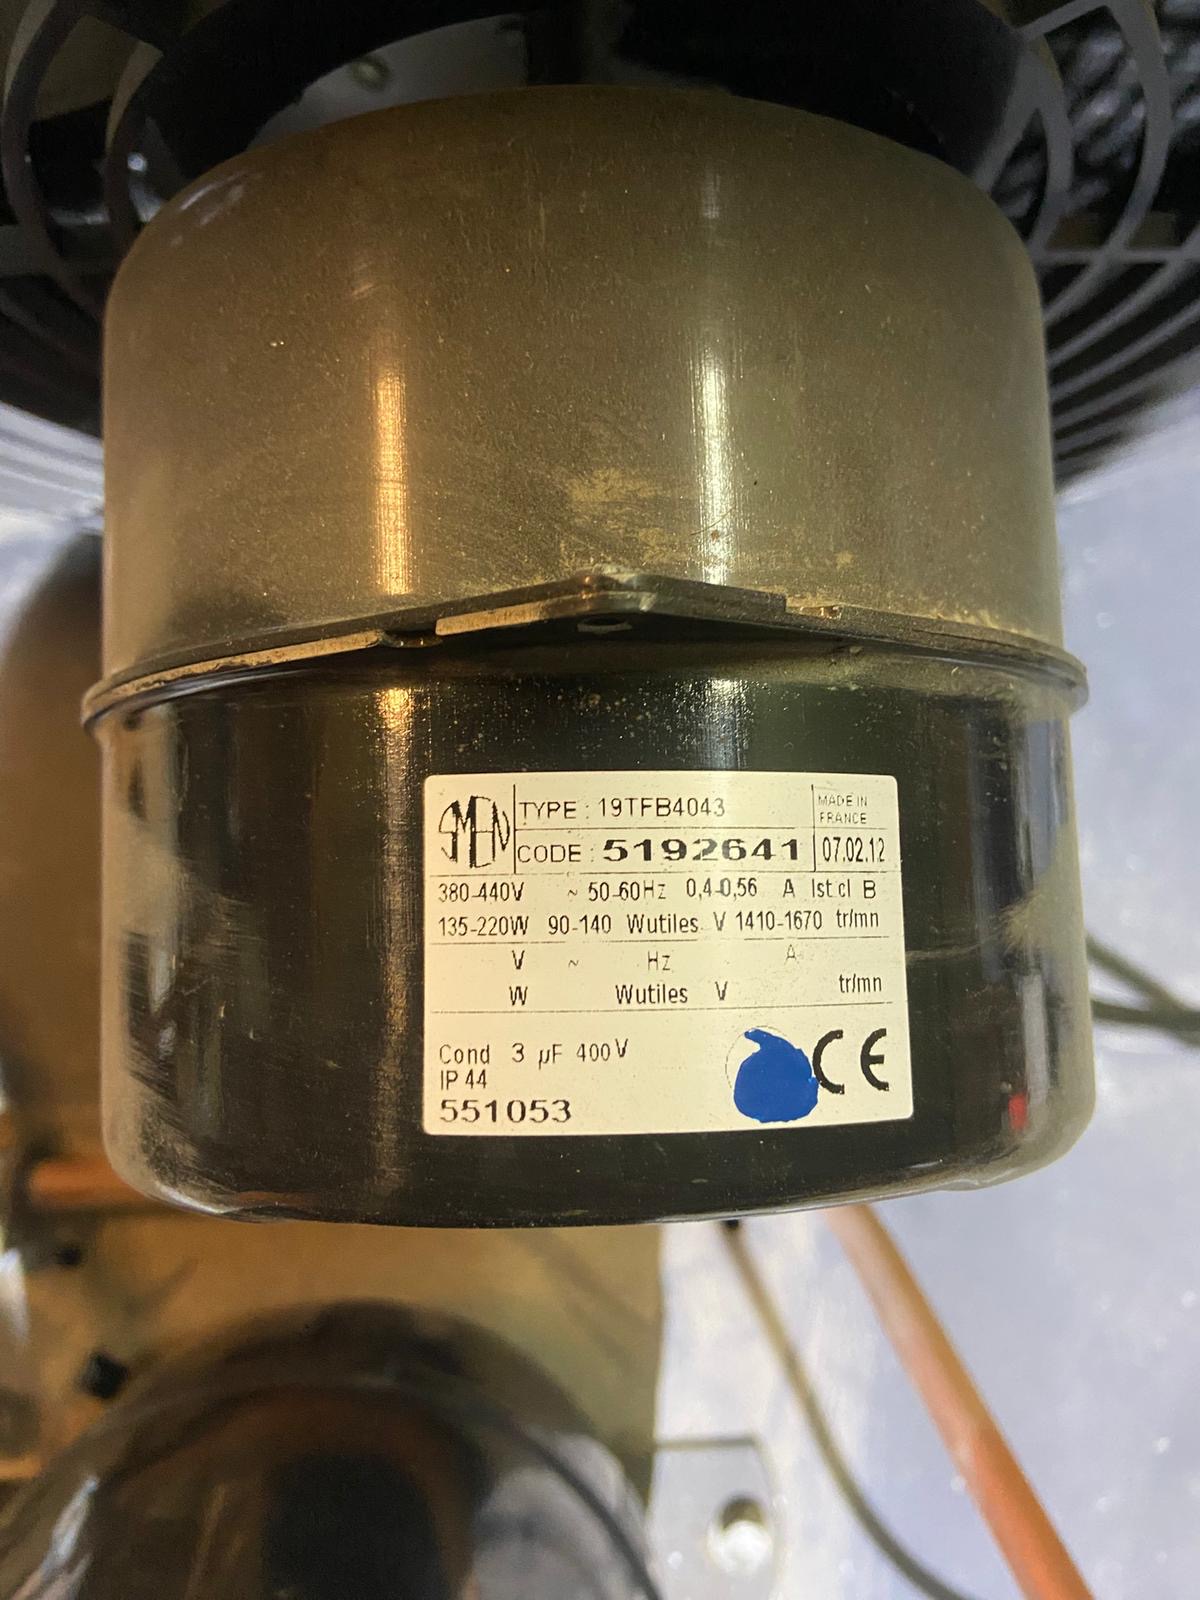 SMEN
TYPE : 19TFB4043
MADE IN
FRANCE
CODE : 5192641
07.02.12
380-440V ~ 50-60Hz 0,4-0,56 A Ist cl B
135-220W 90-140 Wutiles V 1410-1670 tr/mn
V ~ Hz A
W Wutiles V tr/mn
Cond 3 µF 400V
IP 44
551053
CE